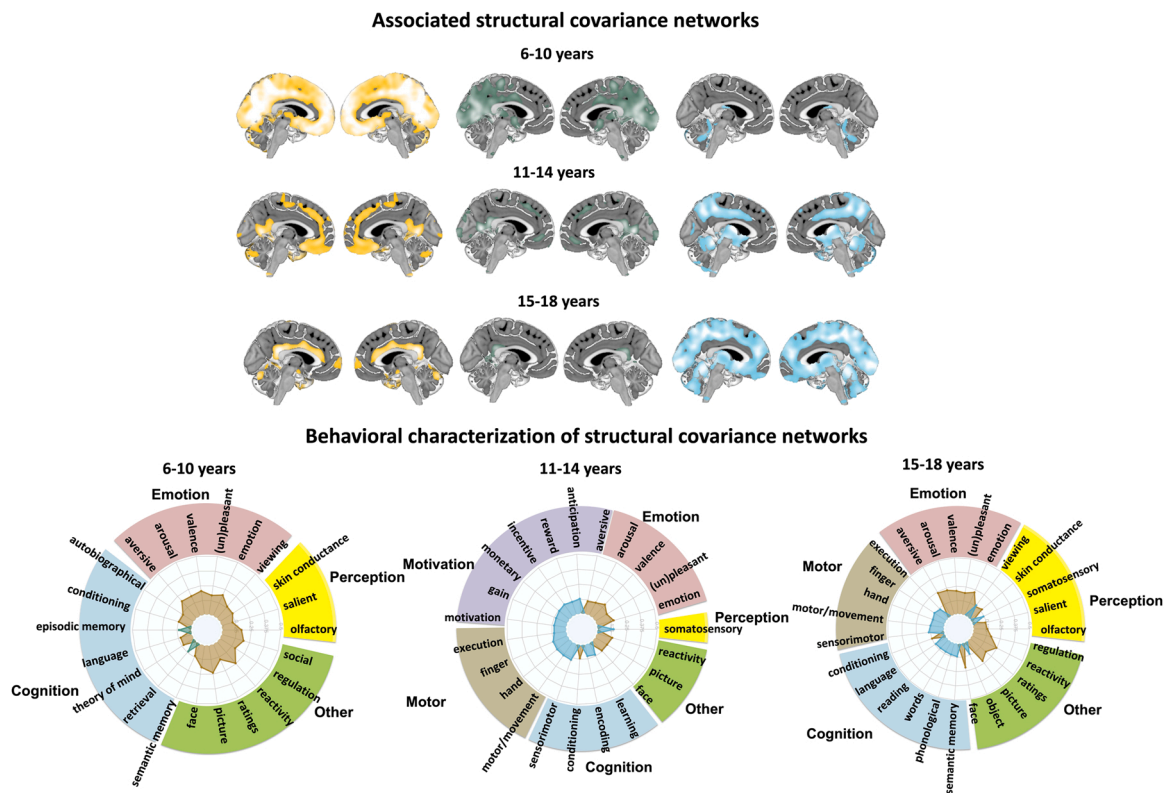 Associated structural covariance networks
6-10 years
11-14 years
15-18 years
Behavioral characterization of structural covariance networks
6-10 years
Emotion
aversive
arousal
valence
(un)pleasant
emotion
viewing
Perception
skin conductance
salient
olfactory
Other
social
regulation
reactivity
ratings
picture
face
Cognition
semantic memory
retrieval
theory of mind
language
episodic memory
conditioning
autobiographical
11-14 years
Motivation
motivation
gain
monetary
incentive
reward
anticipation
aversive
Emotion
arousal
valence
(un)pleasant
emotion
Perception
somatosensory
Other
reactivity
picture
face
Cognition
learning
encoding
conditioning
sensorimotor
Motor
motor/movement
hand
finger
execution
15-18 years
Emotion
aversive
arousal
valence
(un)pleasant
emotion
Perception
viewing
skin conductance
somatosensory
salient
olfactory
Other
regulation
reactivity
ratings
picture
object
face
Cognition
semantic memory
phonological
words
reading
language
conditioning
Motor
sensorimotor
motor/movement
hand
finger
execution